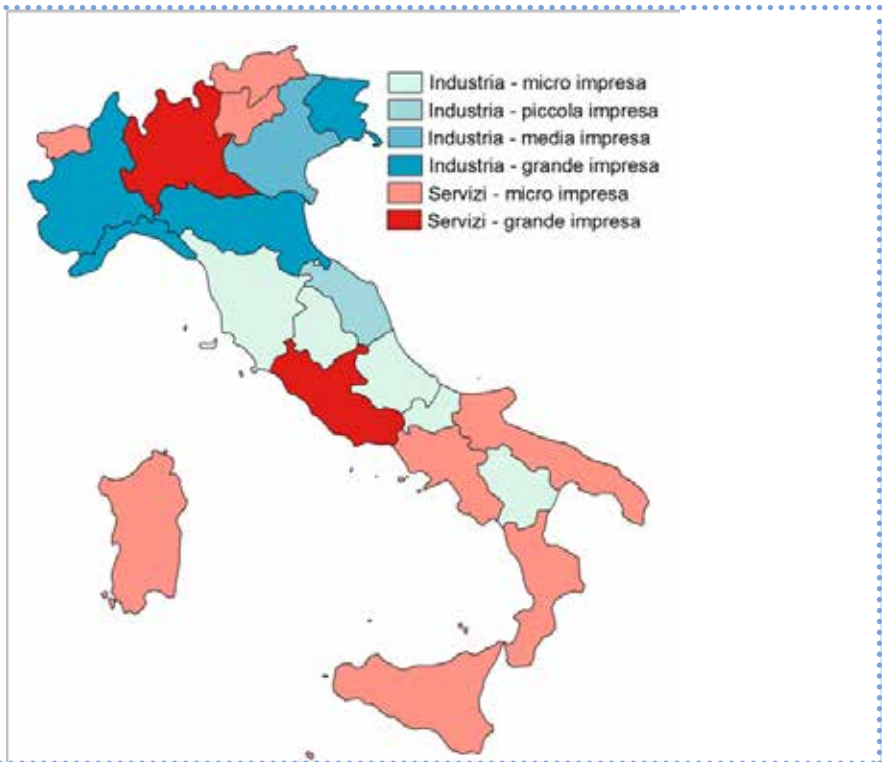 Industria - micro impresa
Industria - piccola impresa
Industria - media impresa
Industria - grande impresa
Servizi - micro impresa
Servizi - grande impresa